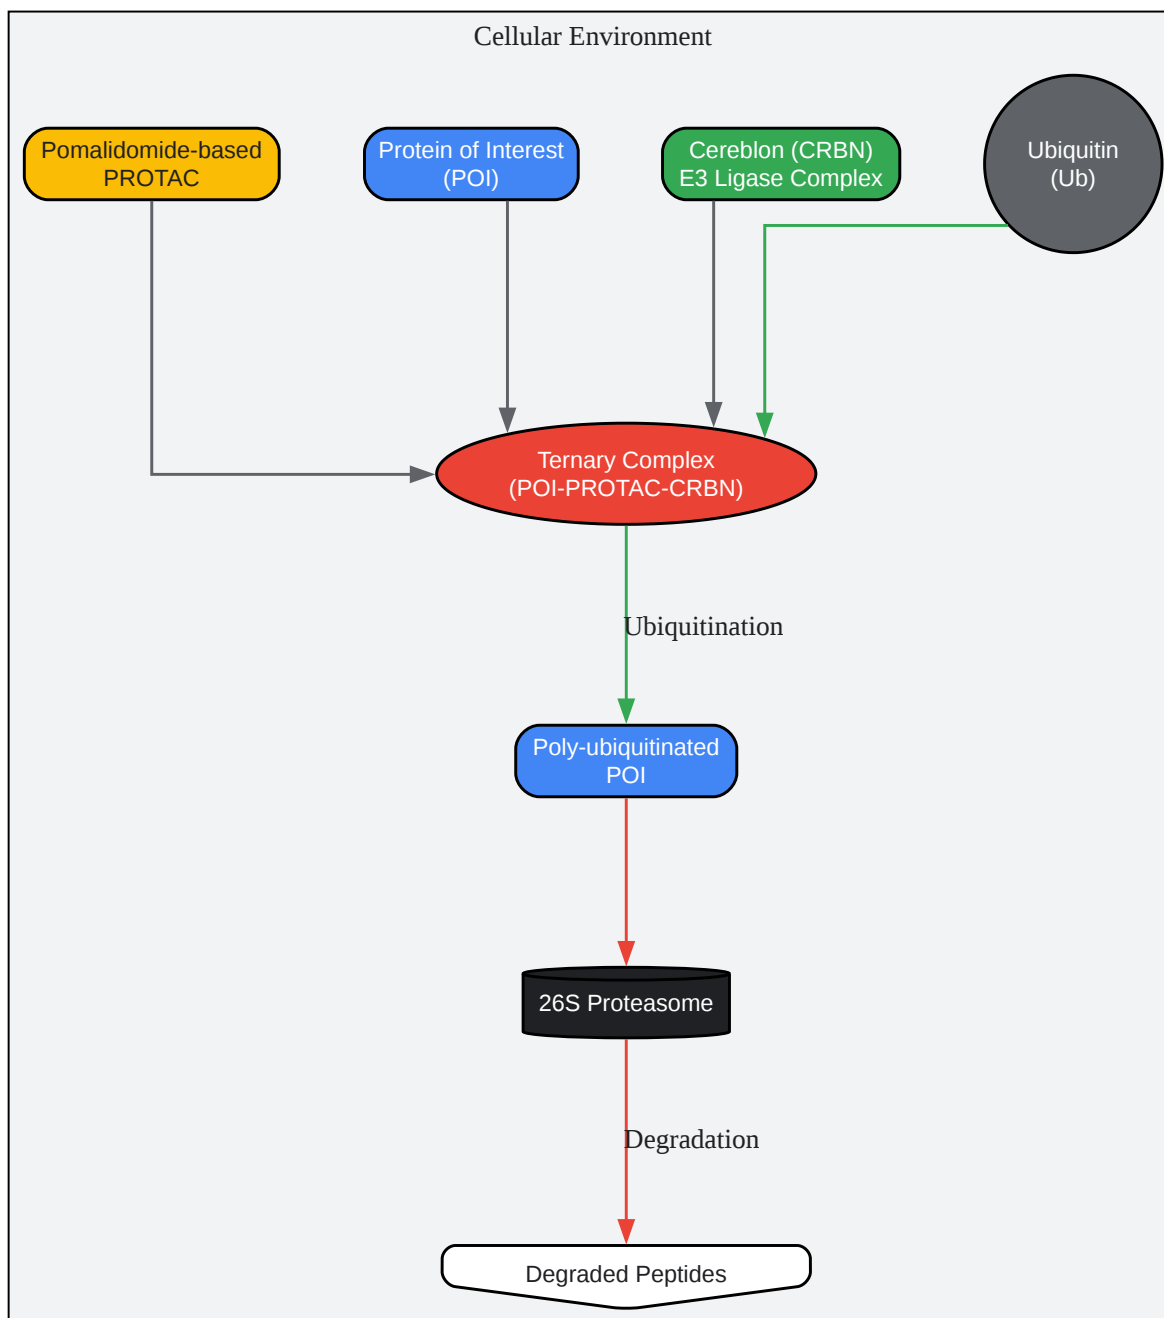 Cellular Environment
Pomalidomide-based
PROTAC
Protein of Interest
(POI)
Cereblon (CRBN)
E3 Ligase Complex
Ubiquitin
(Ub)
Ternary Complex
(POI-PROTAC-CRBN)
Ubiquitination
Poly-ubiquitinated
POI
26S Proteasome
Degradation
Degraded Peptides